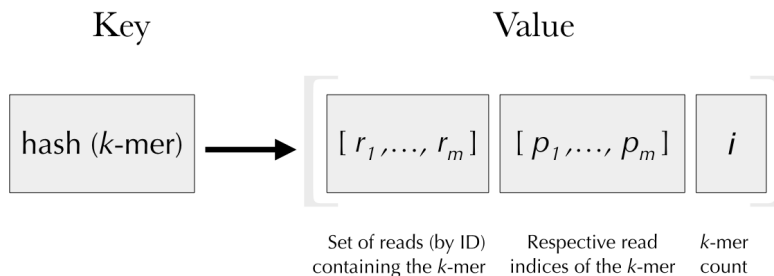 Key Value
hash (k-mer) [ r1,..., rm ] [ p1,..., pm ] i
Set of reads (by ID) Respective read k-mer
containing the k-mer indices of the k-mer count